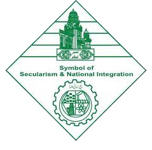 Symbol of
Secularism & National Integration